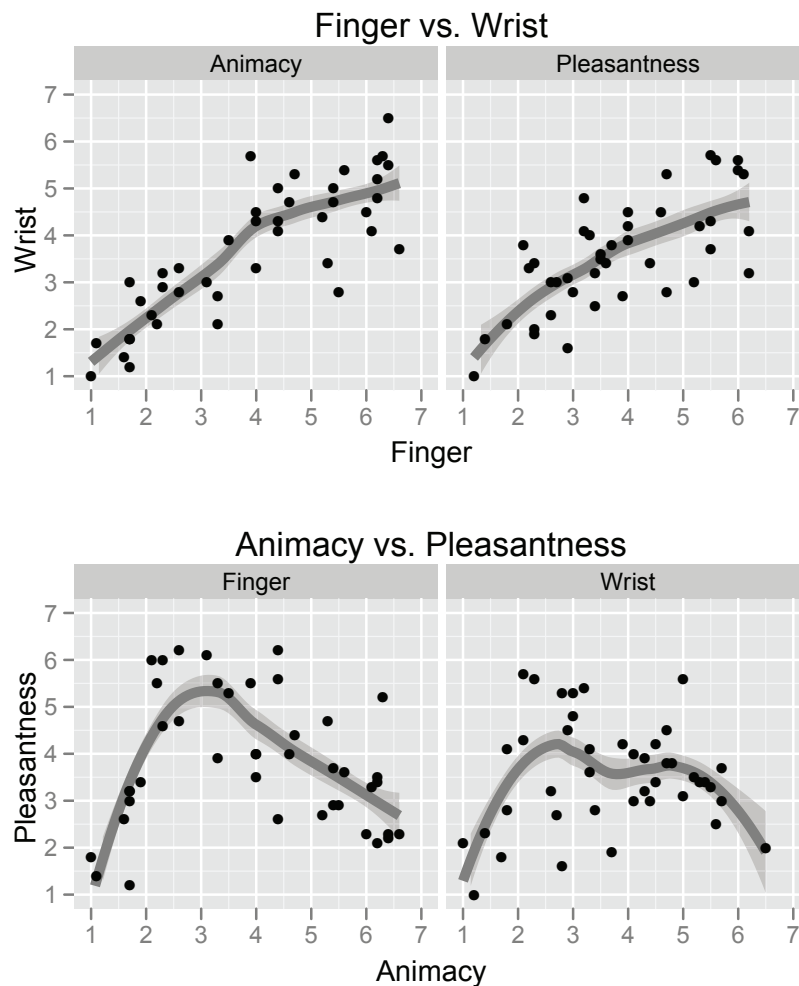 Finger vs. Wrist
Animacy Pleasantness
Wrist
7
6
5
4
3
2
1
1 2 3 4 5 6 7 1 2 3 4 5 6 7
Finger
Animacy vs. Pleasantness
Finger Wrist
Pleasantness
7
6
5
4
3
2
1
1 2 3 4 5 6 7 1 2 3 4 5 6 7
Animacy